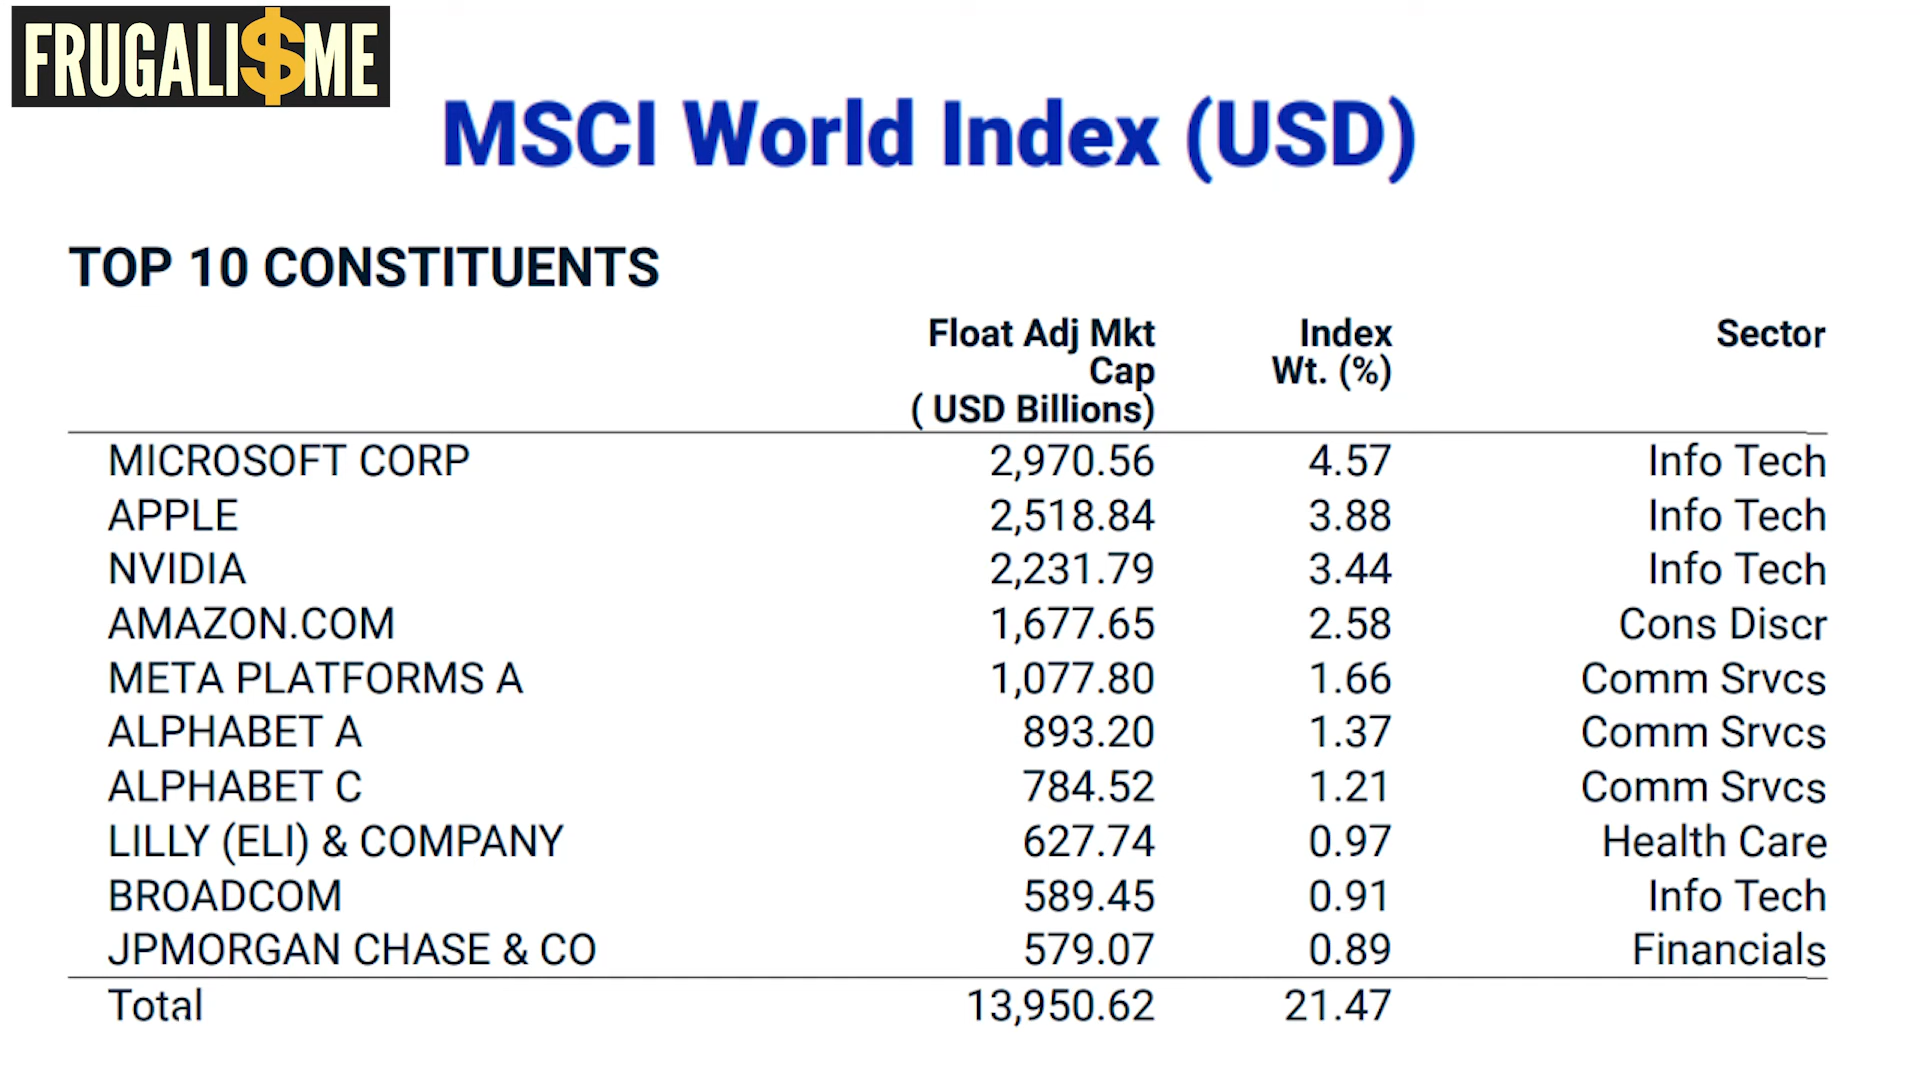 FRUGALI$ME
MSCI World Index (USD)
TOP 10 CONSTITUENTS
Float Adj Mkt Index Sector
Cap Wt. (%)
( USD Billions)
MICROSOFT CORP 2,970.56 4.57 Info Tech
APPLE 2,518.84 3.88 Info Tech
NVIDIA 2,231.79 3.44 Info Tech
AMAZON.COM 1,677.65 2.58 Cons Discr
META PLATFORMS A 1,077.80 1.66 Comm Srvcs
ALPHABET A 893.20 1.37 Comm Srvcs
ALPHABET C 784.52 1.21 Comm Srvcs
LILLY (ELI) & COMPANY 627.74 0.97 Health Care
BROADCOM 589.45 0.91 Info Tech
JPMORGAN CHASE & CO 579.07 0.89 Financials
Total 13,950.62 21.47